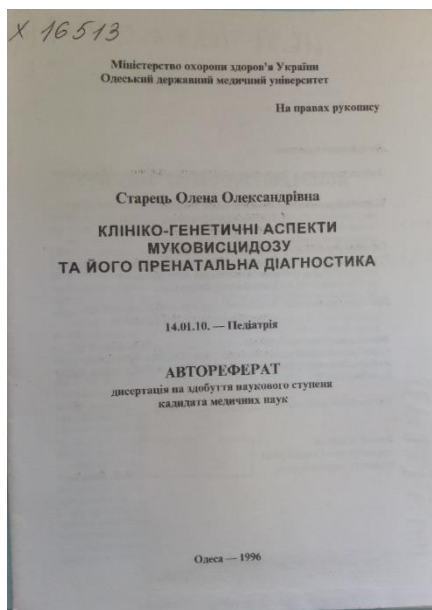 X 16513
Міністерство охорони здоров'я України
Одеський державний медичний університет
На правах рукопису
Старець Олена Олександрівна
КЛІНІКО-ГЕНЕТИЧНІ АСПЕКТИ
МУКОВИСЦИДОЗУ
ТА ЙОГО ПРЕНАТАЛЬНА ДІАГНОСТИКА
14.01.10. — Педіатрія
АВТОРЕФЕРАТ
дисертація на здобуття наукового ступеня
кадидата медичних наук
Одеса — 1996